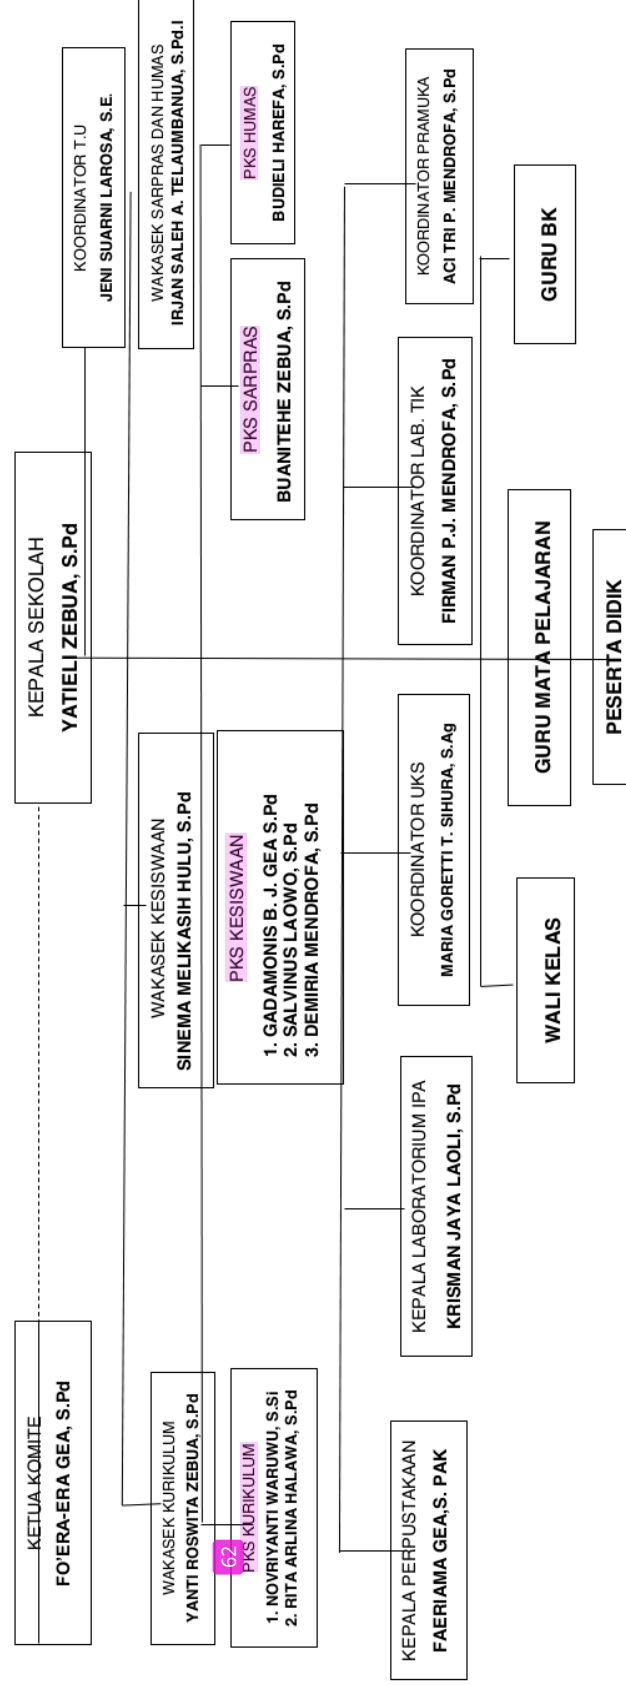 KETUA KOMITE
FO'ERA-ERA GEA, S.Pd
KEPALA SEKOLAH
YATIELI ZEBUA, S.Pd
KOORDINATOR T.U
JENI SUARNI LAROSA, S.E.
WAKASEK KURIKULUM
YANTI ROSWITA ZEBUA, S.Pd
WAKASEK KESISWAAN
SINEMA MELIKASIH HULU, S.Pd
WAKASEK SARPRAS DAN HUMAS
IRJAN SALEH A. TELAUMBANUA, S.Pd.I
62
PKS KURIKULUM
1. NOVRIYANTI WARUWU, S.Si
2. RITA ARLINA HALAWA, S.Pd
PKS KESISWAAN
1. GADAMONIS B. J. GEA S.Pd
2. SALVINUS LAOWO, S.Pd
3. DEMIRIA MENDROFA, S.Pd
PKS SARPRAS
BUANITEHE ZEBUA, S.Pd
PKS HUMAS
BUDIELI HAREFA, S.Pd
KEPALA PERPUSTAKAAN
FAERIAMA GEA,S. PAK
KEPALA LABORATORIUM IPA
KRISMAN JAYA LAOLI, S.Pd
KOORDINATOR UKS
MARIA GORETTI T. SIHURA, S.Ag
KOORDINATOR LAB. TIK
FIRMAN P.J. MENDROFA, S.Pd
KOORDINATOR PRAMUKA
ACI TRI P. MENDROFA, S.Pd
WALI KELAS
GURU MATA PELAJARAN
GURU BK
PESERTA DIDIK